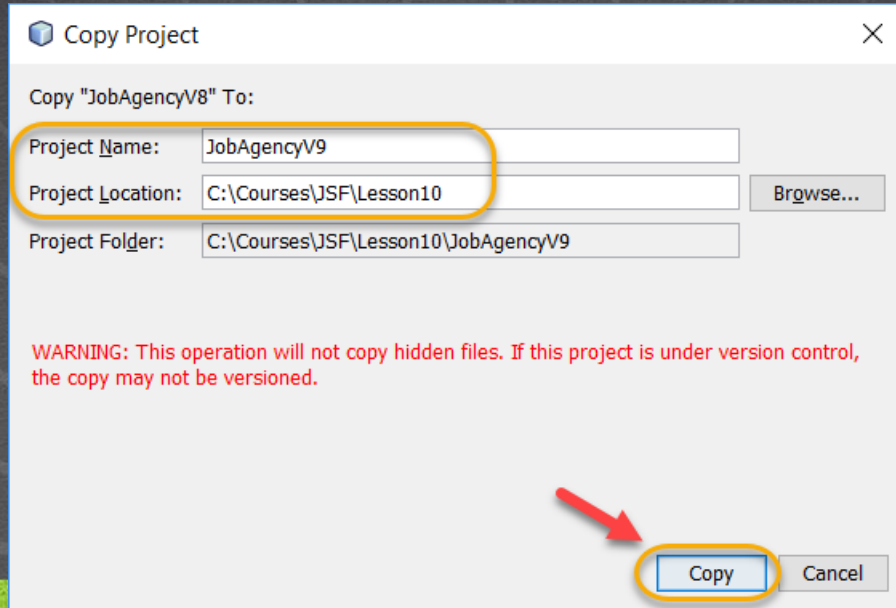 Copy Project
Copy "JobAgencyV8" To:
Project Name: JobAgencyV9
Project Location: C:\Courses\JSF\Lesson10 Browse...
Project Folder: C:\Courses\JSF\Lesson10\JobAgencyV9
WARNING: This operation will not copy hidden files. If this project is under version control,
the copy may not be versioned.
Copy Cancel